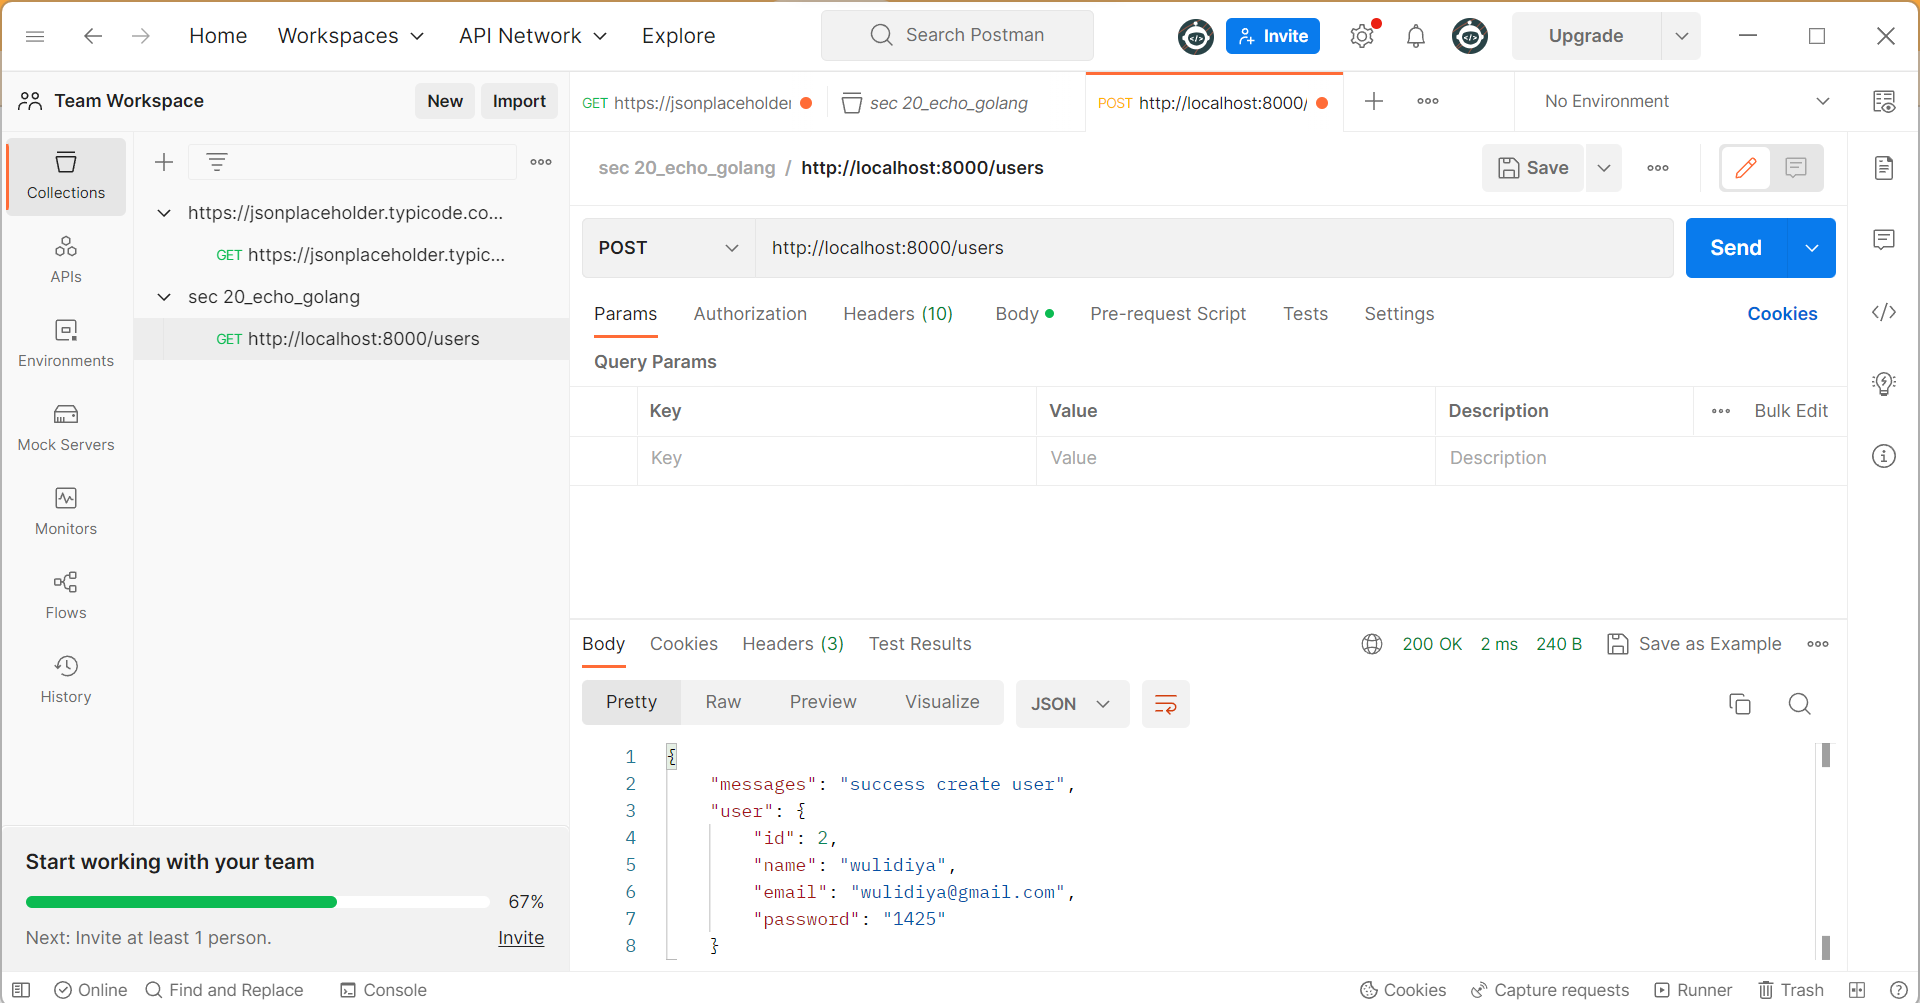 Home Workspaces API Network Explore Search Postman Invite Upgrade
Team Workspace New Import
GET https://jsonplaceholder sec 20_echo_golang POST http://localhost:8000/ No Environment
Collections
APIs
Environments
Mock Servers
Monitors
Flows
History
https://jsonplaceholder.typicode.co...
GET https://jsonplaceholder.typic...
sec 20_echo_golang
GET http://localhost:8000/users
Start working with your team
67%
Next: Invite at least 1 person. Invite
sec 20_echo_golang / http://localhost:8000/users Save
POST http://localhost:8000/users Send
Params Authorization Headers (10) Body Pre-request Script Tests Settings Cookies
Query Params
Key Value Description Bulk Edit
Key Value Description
Body Cookies Headers (3) Test Results 200 OK 2 ms 240 B Save as Example
Pretty Raw Preview Visualize JSON
1 {
2 "messages": "success create user",
3 "user": {
4 "id": 2,
5 "name": "wulidiya",
6 "email": "wulidiya@gmail.com",
7 "password": "1425"
8 }
Online Find and Replace Console Cookies Capture requests Runner Trash